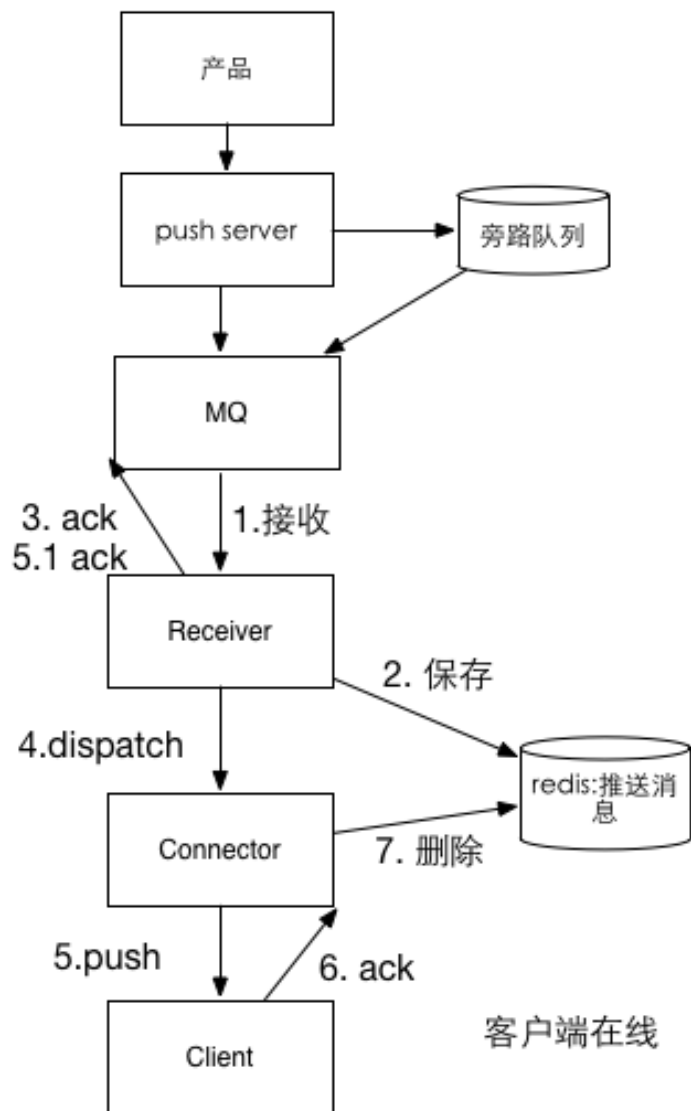 产品
push server
旁路队列
MQ
3. ack
5.1 ack
1.接收
Receiver
2. 保存
4.dispatch
redis:推送消
息
Connector
7. 删除
5.push
6. ack
Client
客户端在线